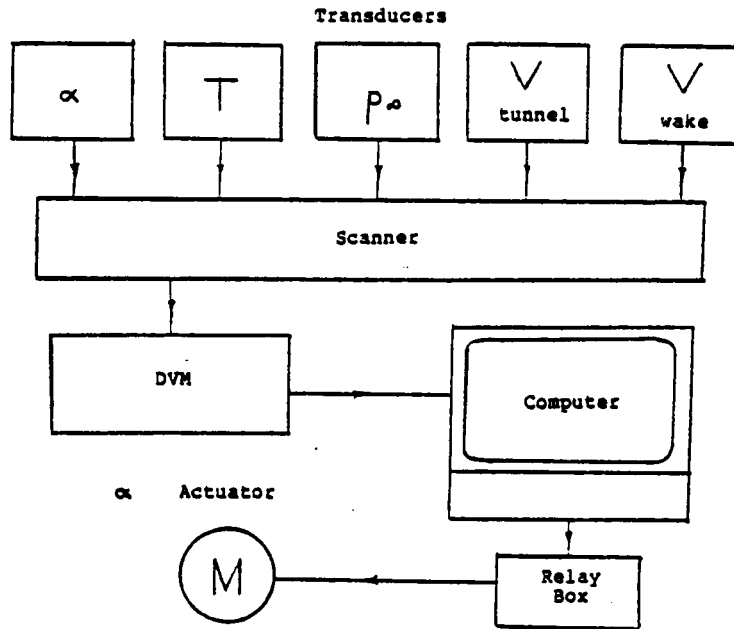 Transducers
α
T
p∞
V
tunnel
V
wake
Scanner
DVM
Computer
α Actuator
M
Relay
Box